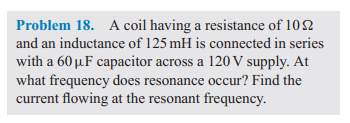 Problem 18. A coil having a resistance of 10 Ω
and an inductance of 125 mH is connected in series
with a 60 μF capacitor across a 120 V supply. At
what frequency does resonance occur? Find the
current flowing at the resonant frequency.